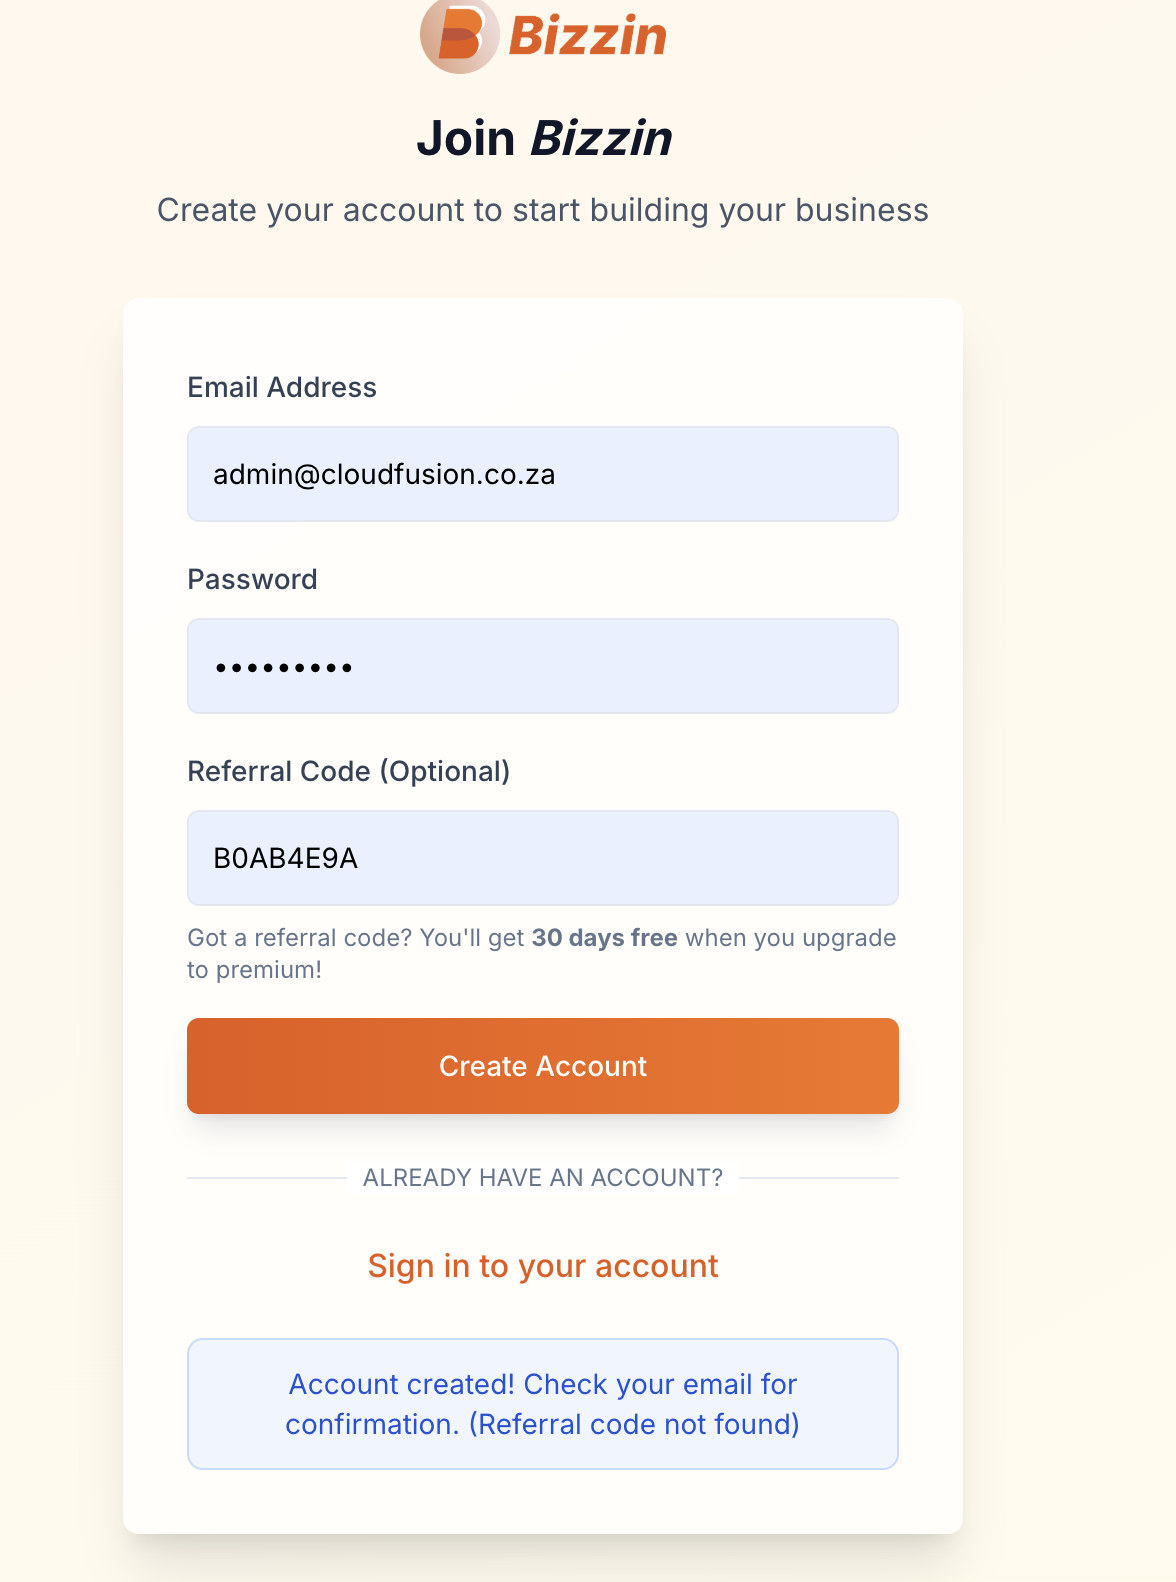 Bizzin
Join Bizzin
Create your account to start building your business
Email Address
admin@cloudfusion.co.za
Password
•••••••••
Referral Code (Optional)
B0AB4E9A
Got a referral code? You'll get 30 days free when you upgrade
to premium!
Create Account
ALREADY HAVE AN ACCOUNT?
Sign in to your account
Account created! Check your email for
confirmation. (Referral code not found)